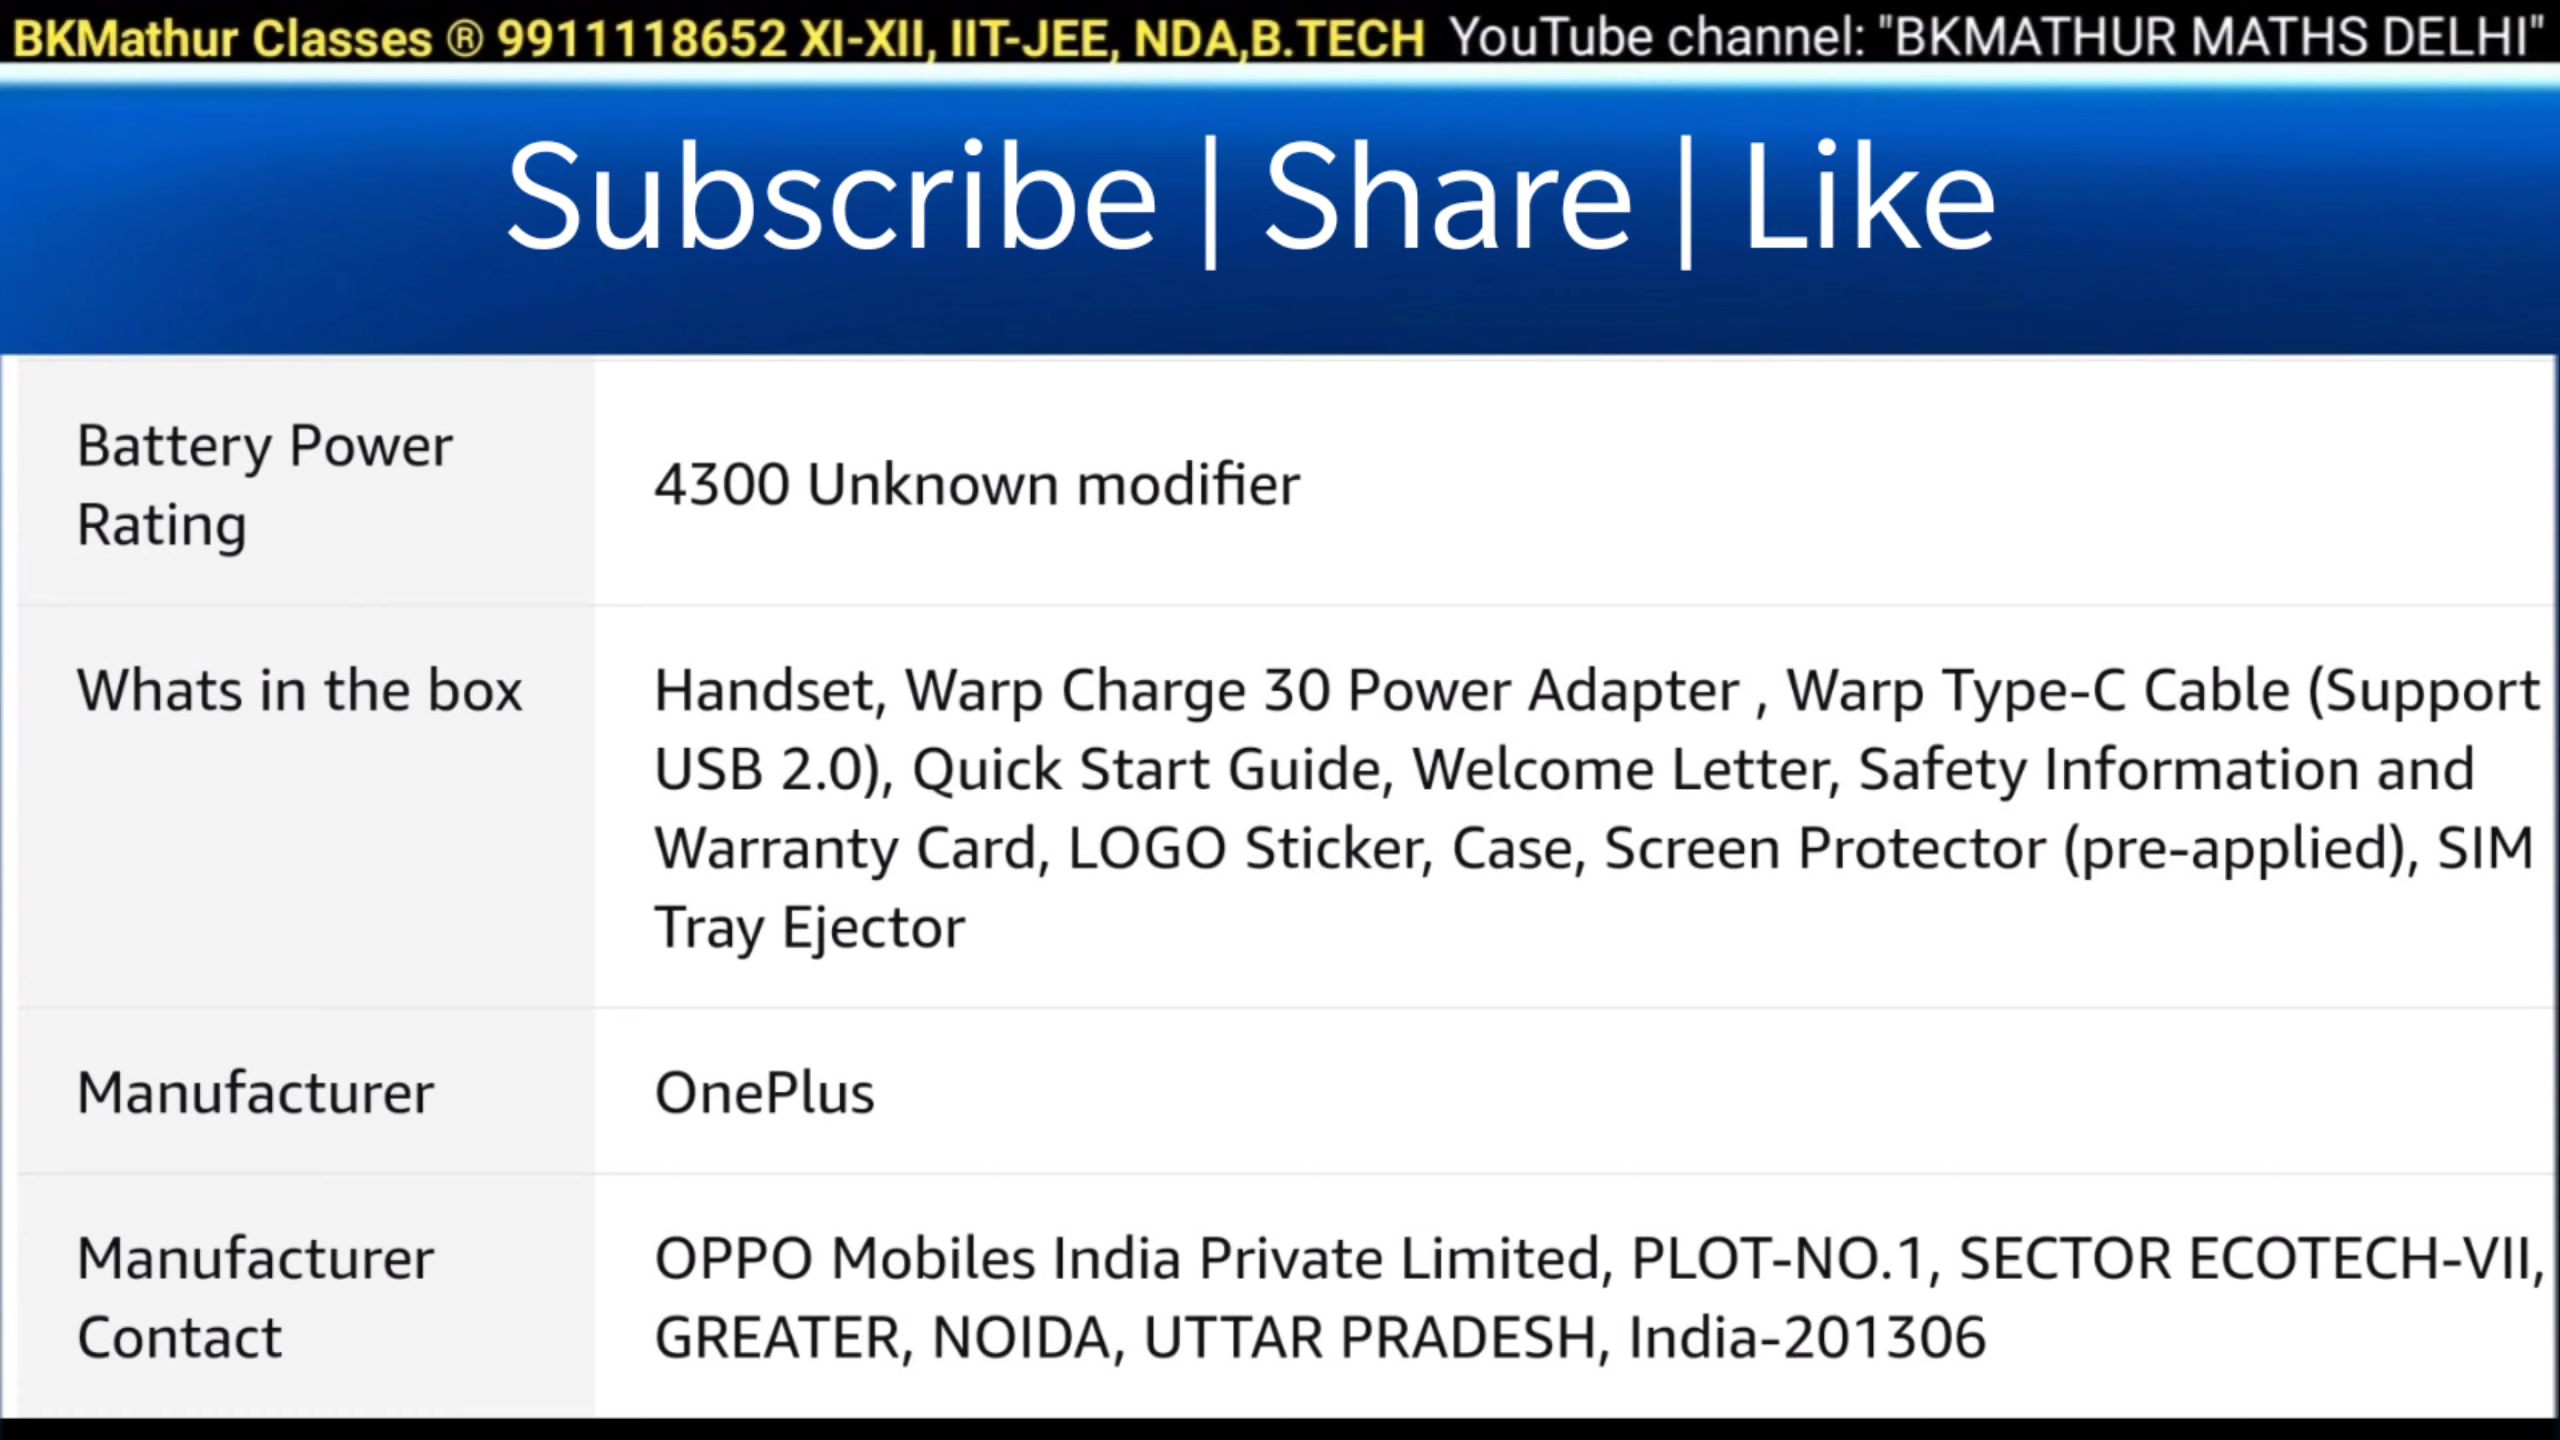 BKMathur Classes ® 9911118652 XI-XII, IIT-JEE, NDA,B.TECH YouTube channel: "BKMATHUR MATHS DELHI"
Subscribe | Share | Like
Battery Power
Rating
4300 Unknown modifier
Whats in the box
Handset, Warp Charge 30 Power Adapter , Warp Type-C Cable (Support
USB 2.0), Quick Start Guide, Welcome Letter, Safety Information and
Warranty Card, LOGO Sticker, Case, Screen Protector (pre-applied), SIM
Tray Ejector
Manufacturer
OnePlus
Manufacturer
Contact
OPPO Mobiles India Private Limited, PLOT-NO.1, SECTOR ECOTECH-VII,
GREATER, NOIDA, UTTAR PRADESH, India-201306